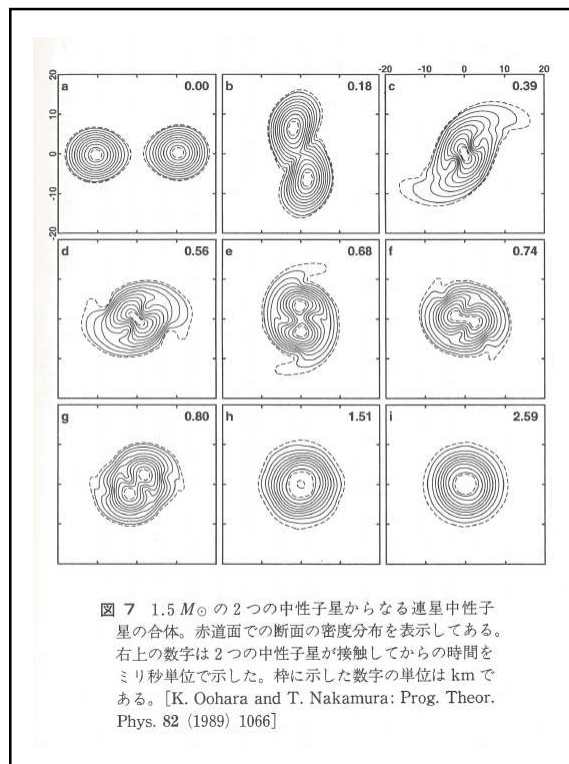 -20 -10 0 10 20
20
10
0
-10
-20
a 0.00
b 0.18
c 0.39
d 0.56
e 0.68
f 0.74
g 0.80
h 1.51
i 2.59
図 7 1.5 M⊙ の 2 つの中性子星からなる連星中性子
星の合体。赤道面での断面の密度分布を表示してある。
右上の数字は 2 つの中性子星が接触してからの時間を
ミリ秒単位で示した。枠に示した数字の単位は km で
ある。[K. Oohara and T. Nakamura: Prog. Theor.
Phys. 82 (1989) 1066]